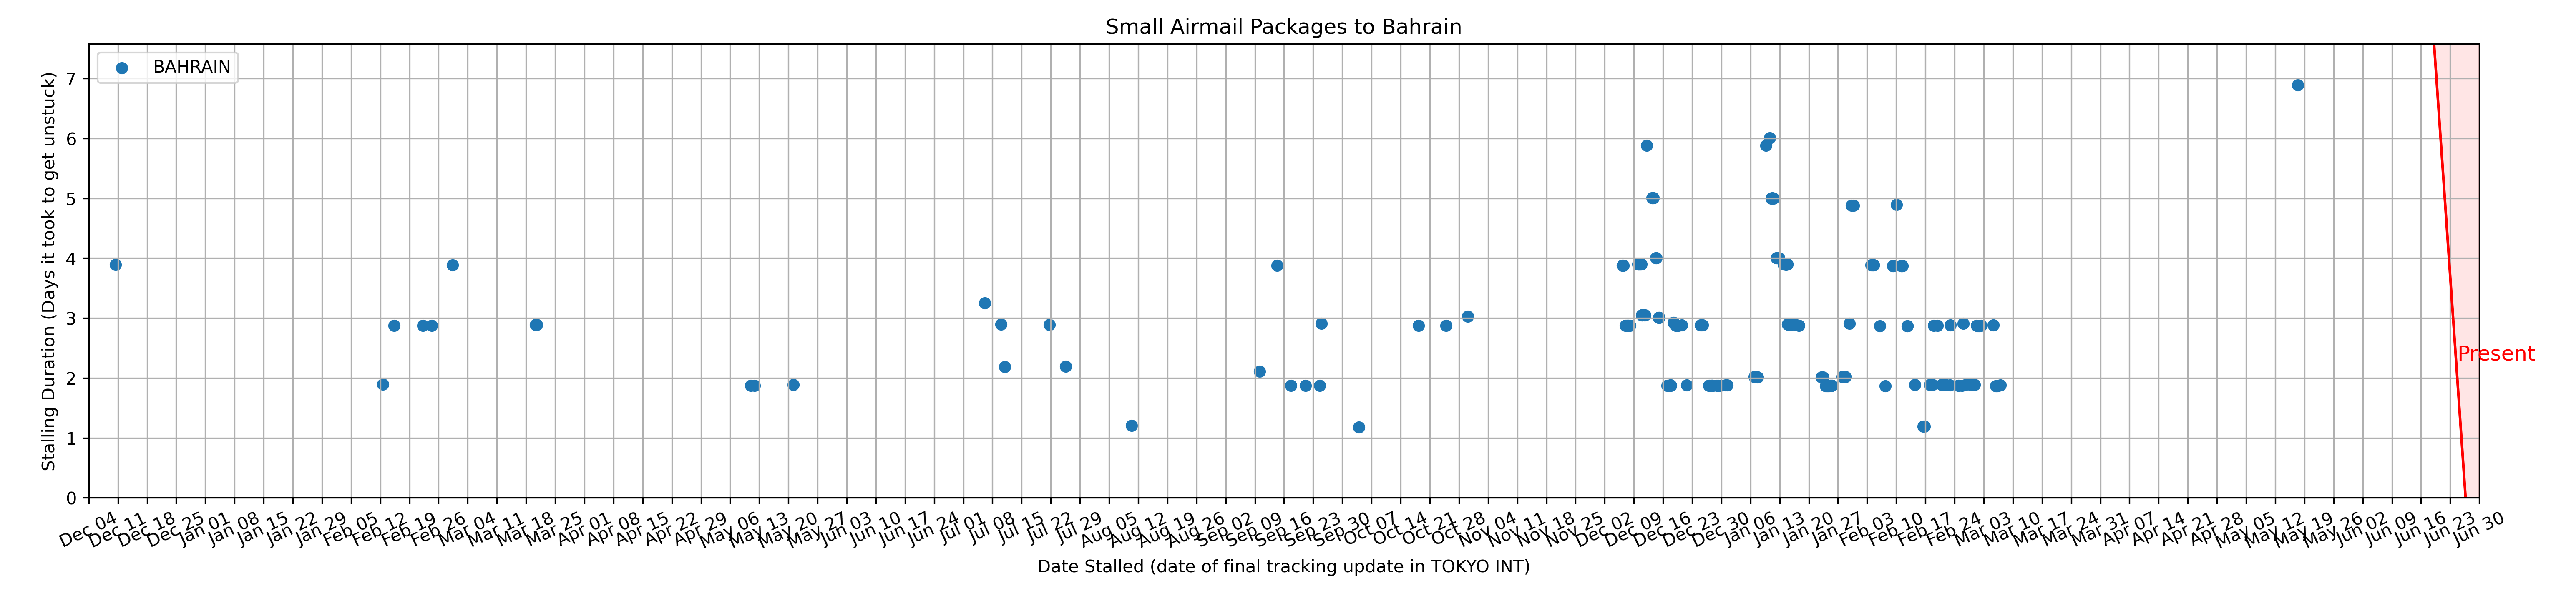 Small Airmail Packages to Bahrain
BAHRAIN
Stalling Duration (Days it took to get unstuck)
7
6
5
4
3
2
1
0
Present
Dec 04
Dec 11
Dec 18
Dec 25
Jan 01
Jan 08
Jan 15
Jan 22
Jan 29
Feb 05
Feb 12
Feb 19
Feb 26
Mar 04
Mar 11
Mar 18
Mar 25
Apr 01
Apr 08
Apr 15
Apr 22
Apr 29
May 06
May 13
May 20
May 27
Jun 03
Jun 10
Jun 17
Jun 24
Jul 01
Jul 08
Jul 15
Jul 22
Jul 29
Aug 05
Aug 12
Aug 19
Aug 26
Sep 02
Sep 09
Sep 16
Sep 23
Sep 30
Oct 07
Oct 14
Oct 21
Oct 28
Nov 04
Nov 11
Nov 18
Nov 25
Dec 02
Dec 09
Dec 16
Dec 23
Dec 30
Jan 06
Jan 13
Jan 20
Jan 27
Feb 03
Feb 10
Feb 17
Feb 24
Mar 03
Mar 10
Mar 17
Mar 24
Mar 31
Apr 07
Apr 14
Apr 21
Apr 28
May 05
May 12
May 19
May 26
Jun 02
Jun 09
Jun 16
Jun 23
Jun 30
Date Stalled (date of final tracking update in TOKYO INT)